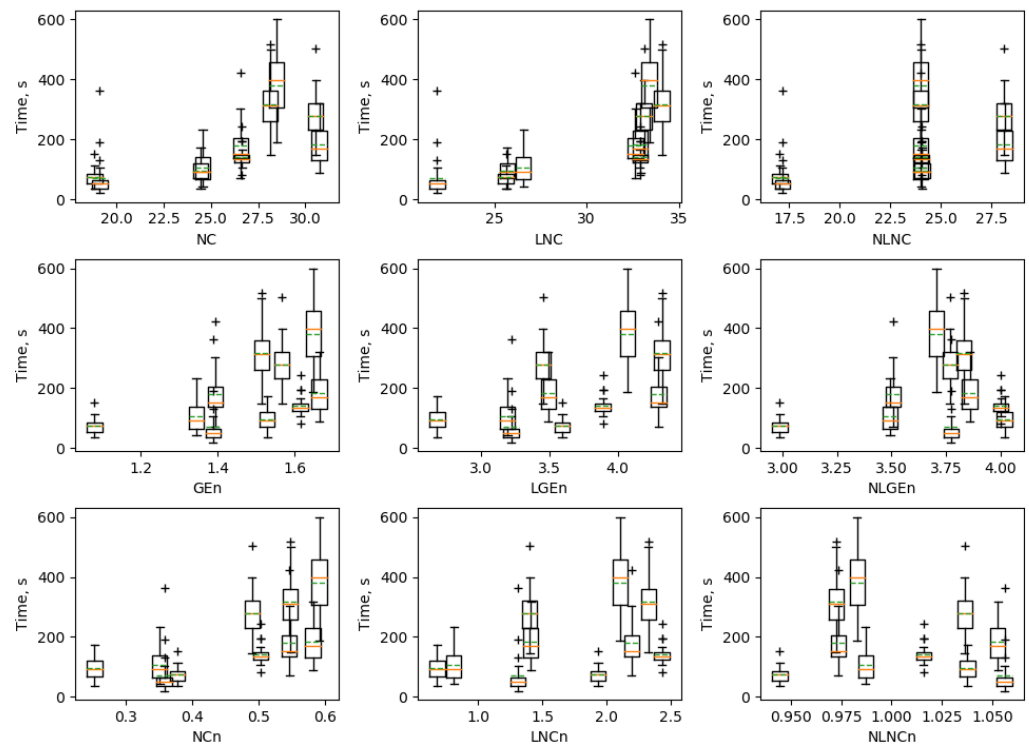 600
400
200
0
Time, s
20.0 22.5 25.0 27.5 30.0
NC
600
400
200
0
Time, s
25 30 35
LNC
600
400
200
0
Time, s
17.5 20.0 22.5 25.0 27.5
NLNC
600
400
200
0
Time, s
1.2 1.4 1.6
GEn
600
400
200
0
Time, s
3.0 3.5 4.0
LGEn
600
400
200
0
Time, s
3.00 3.25 3.50 3.75 4.00
NLGEn
600
400
200
0
Time, s
0.3 0.4 0.5 0.6
NCn
600
400
200
0
Time, s
1.0 1.5 2.0 2.5
LNCn
600
400
200
0
Time, s
0.950 0.975 1.000 1.025 1.050
NLNCn